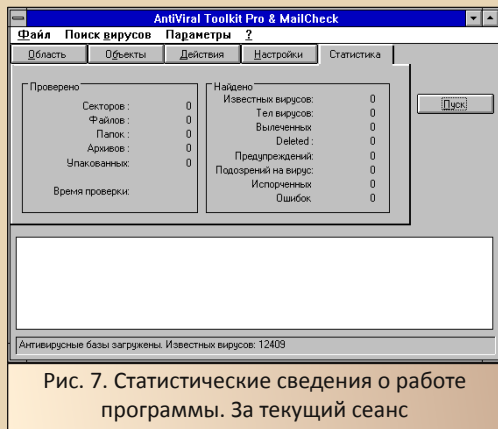 AntiViral Toolkit Pro & MailCheck
Файл Поиск вирусов Параметры ?
Область Объекты Действия Настройки Статистика
Проверено
Секторов : 0
Файлов : 0
Папок : 0
Архивов : 0
Упакованных: 0
Время проверки:
Найдено
Известных вирусов: 0
Тел вирусов: 0
Вылеченных 0
Deleted : 0
Предупреждений: 0
Подозрений на вирус: 0
Испорченных 0
Ошибок 0
Пуск
Антивирусные базы загружены. Известных вирусов: 12409
Рис. 7. Статистические сведения о работе
программы. За текущий сеанс